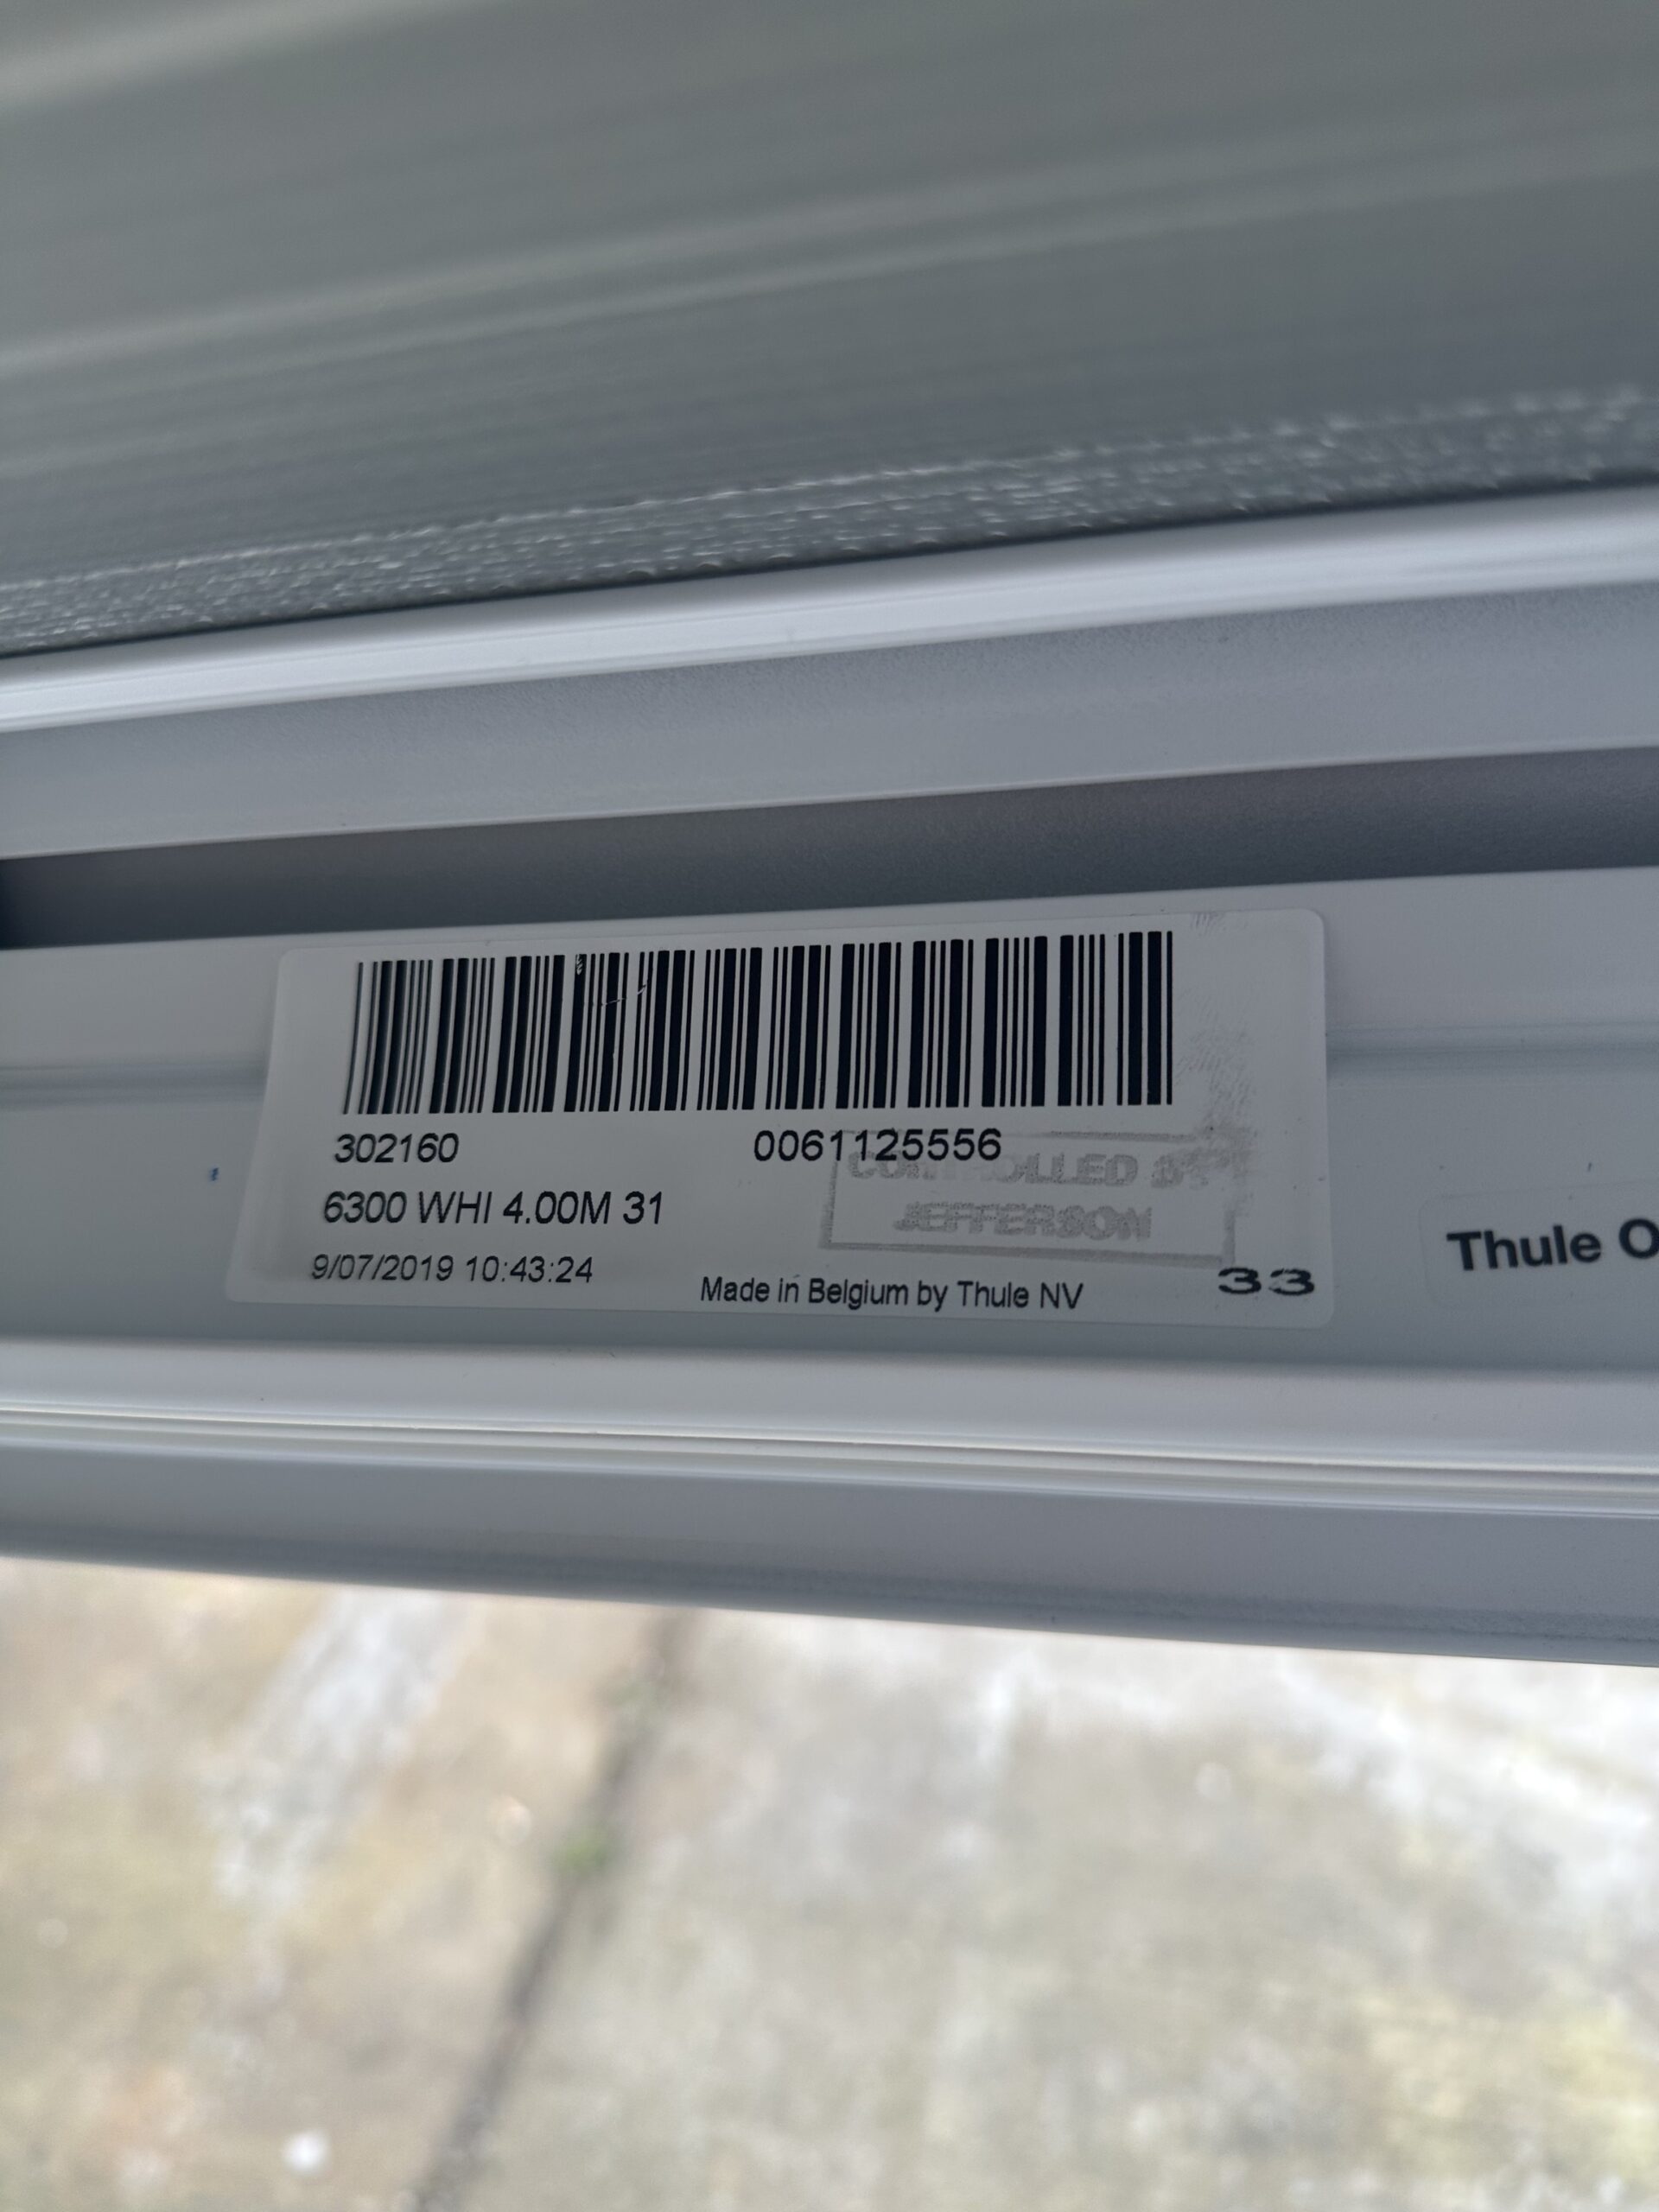 302160 0061125556
CONTROLLED BY
JEFFERSON
6300 WHI 4.00M 31
9/07/2019 10:43:24
Made in Belgium by Thule NV
33
Thule O